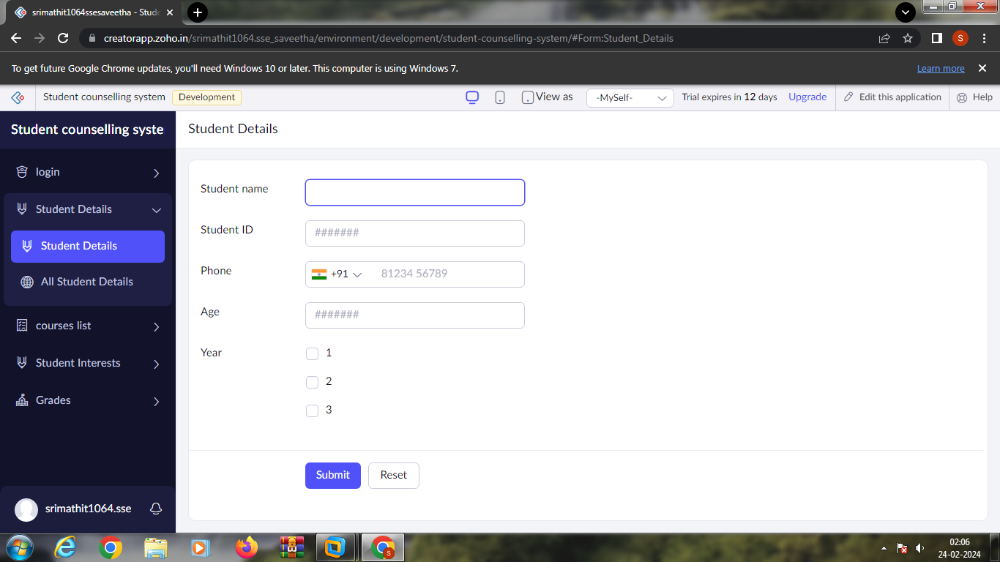 srimathit1064ssesaveetha - Stude
creatorapp.zoho.in/srimathit1064.sse_saveetha/environment/development/student-counselling-system/#Form:Student_Details
S
To get future Google Chrome updates, you'll need Windows 10 or later. This computer is using Windows 7.
Learn more
Student counselling system
Development
View as
-MySelf-
Trial expires in 12 days
Upgrade
Edit this application
Help
Student counselling syste
login
Student Details
Student Details
All Student Details
courses list
Student Interests
Grades
srimathit1064.sse
Student Details
Student name
Student ID
#######
Phone
+91
81234 56789
Age
#######
Year
1
2
3
Submit
Reset
S
02:06
24-02-2024